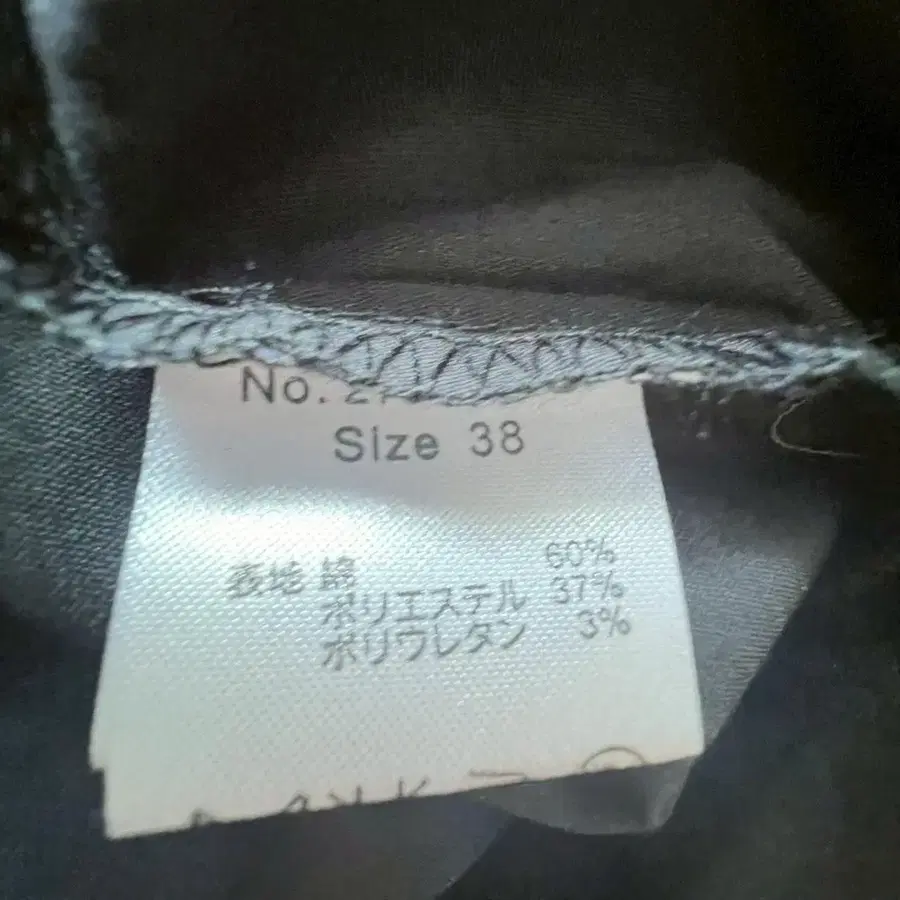 No.
Size 38
表地 綿 60%
ポリエステル 37%
ポリウレタン 3%